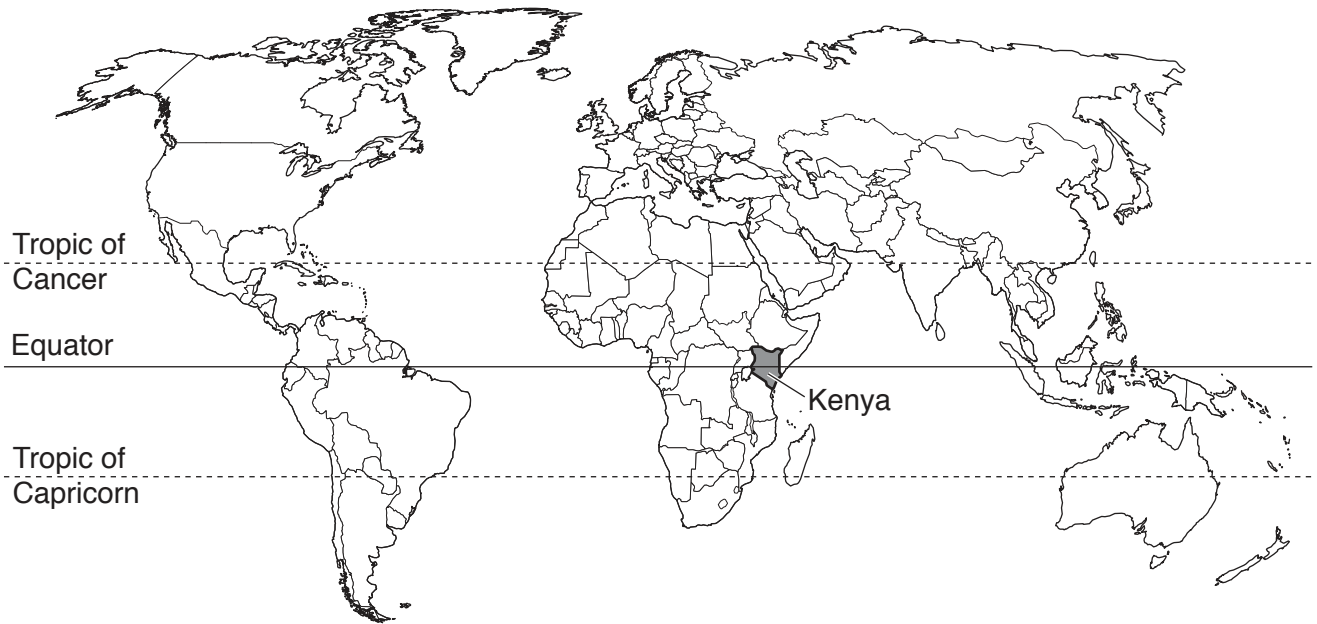 Tropic of
Cancer
Equator
Kenya
Tropic of
Capricorn